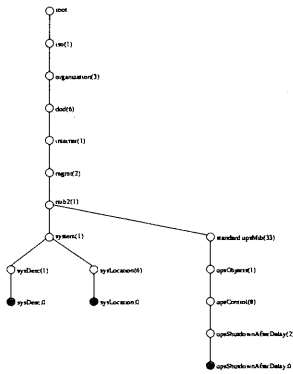 root
iso(1)
organization(3)
dod(6)
internet(1)
mgmt(2)
mib2(1)
system(1)
standard upsMib(33)
sysDesc(1)
sysLocation(6)
upsObjects(1)
sysDesc.0
sysLocation.0
upsControl(8)
upsShutdownAfterDelay(2)
upsShutdownAfterDelay.0